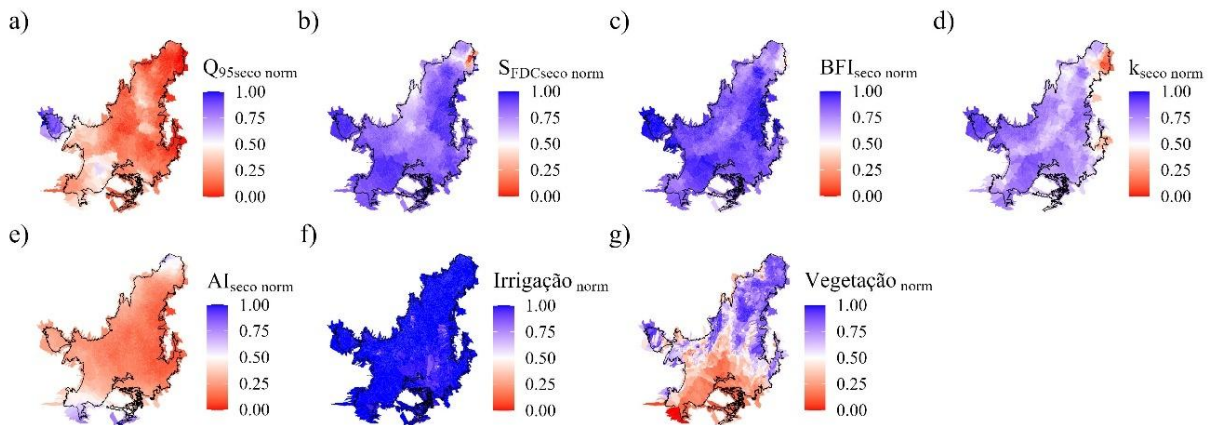 a) Q95seco norm 1.00 0.75 0.50 0.25 0.00
b) SFDCseco norm 1.00 0.75 0.50 0.25 0.00
c) BFIseco norm 1.00 0.75 0.50 0.25 0.00
d) kseco norm 1.00 0.75 0.50 0.25 0.00
e) AIseco norm 1.00 0.75 0.50 0.25 0.00
f) Irrigação norm 1.00 0.75 0.50 0.25 0.00
g) Vegetação norm 1.00 0.75 0.50 0.25 0.00